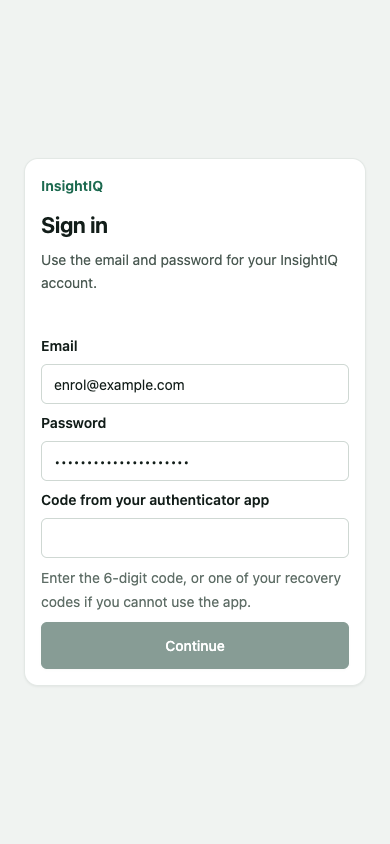 InsightIQ
Sign in
Use the email and password for your InsightIQ
account.
Email
enrol@example.com
Password
•••••••••••••••••••••
Code from your authenticator app
Enter the 6-digit code, or one of your recovery
codes if you cannot use the app.
Continue